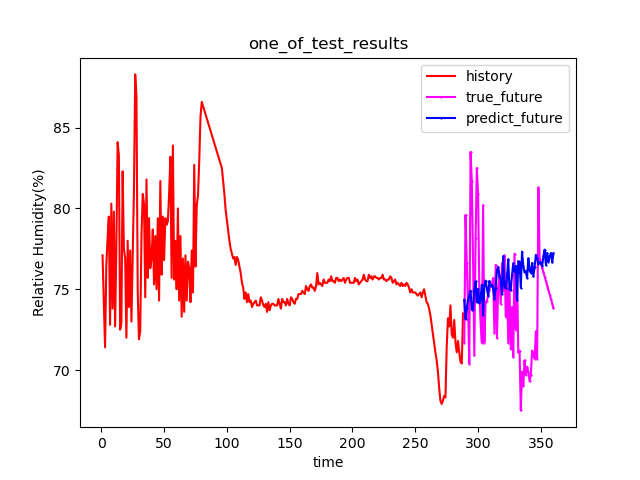 one_of_test_results
history
true_future
predict_future
Relative Humidity(%)
85
80
75
70
0
50
100
150
200
250
300
350
time